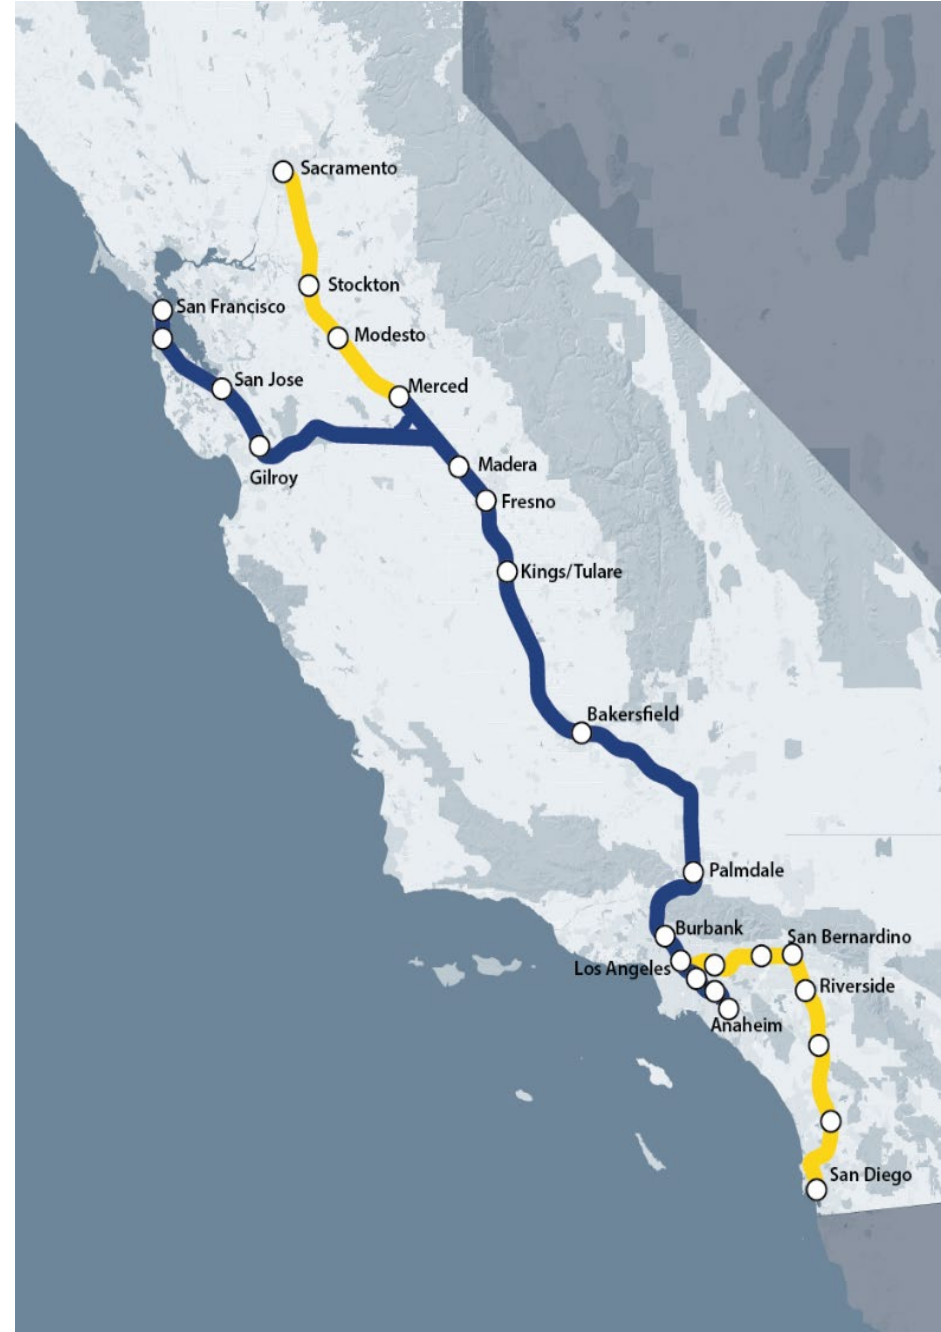 Sacramento
Stockton
San Francisco
Modesto
San Jose
Merced
Gilroy
Madera
Fresno
Kings/Tulare
Bakersfield
Palmdale
Burbank
San Bernardino
Los Angeles
Riverside
Anaheim
San Diego